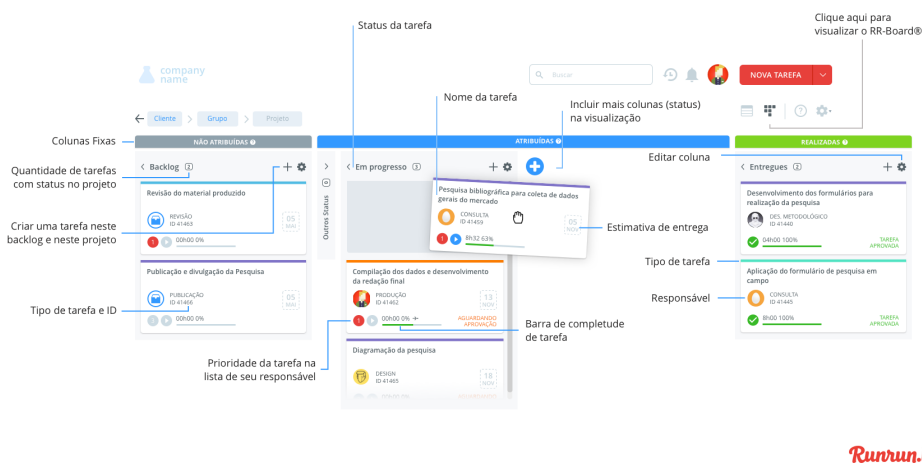 Clique aqui para
visualizar o RR-Board®
Status da tarefa
company
name
Buscar
NOVA TAREFA
Nome da tarefa
Incluir mais colunas (status)
na visualização
Cliente
Grupo
Projeto
Colunas Fixas
NÃO ATRIBUÍDAS
ATRIBUÍDAS
REALIZADAS
Editar coluna
Quantidade de tarefas
com status no projeto
Backlog 2
Em progresso 3
Entregues 2
Outros Status 0
Revisão do material produzido
REVISÃO
ID 41463
05
MAI
1 00h00 0%
Pesquisa bibliográfica para coleta de dados
gerais do mercado
CONSULTA
ID 41459
05
NOV
1 8h32 63%
Desenvolvimento dos formulários para
realização da pesquisa
DES. METODOLÓGICO
ID 41440
04h00 100%
TAREFA
APROVADA
Criar uma tarefa neste
backlog e neste projeto
Estimativa de entrega
Tipo de tarefa
Publicação e divulgação da Pesquisa
PUBLICAÇÃO
ID 41466
05
MAI
2 00h00 0%
Compilação dos dados e desenvolvimento
da redação final
PRODUÇÃO
ID 41462
13
NOV
1 00h00 0% +
AGUARDANDO
APROVAÇÃO
Aplicação do formulário de pesquisa em
campo
CONSULTA
ID 41445
8h00 100%
TAREFA
APROVADA
Responsável
Tipo de tarefa e ID
Barra de completude
de tarefa
Prioridade da tarefa na
lista de seu responsável
Diagramação da pesquisa
DESIGN
ID 41465
18
NOV
00h00 0%
Runrun.